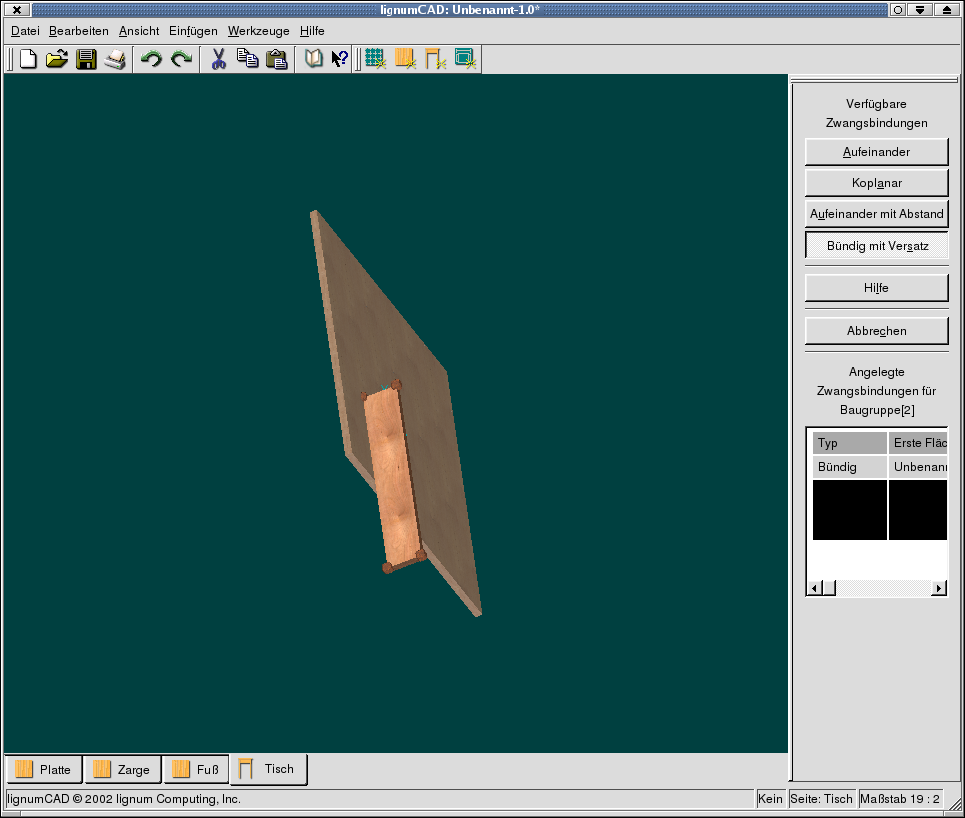 lignumCAD: Unbenannt-1.0*
Datei Bearbeiten Ansicht Einfügen Werkzeuge Hilfe
Verfügbare
Zwangsbindungen
Aufeinander
Koplanar
Aufeinander mit Abstand
Bündig mit Versatz
Hilfe
Abbrechen
Angelegte
Zwangsbindungen für
Baugruppe[2]
Typ Erste Fläc
Bündig Unbenann
Platte Zarge Fuß Tisch
lignumCAD © 2002 lignum Computing, Inc. Kein Seite: Tisch Maßstab 19 : 2